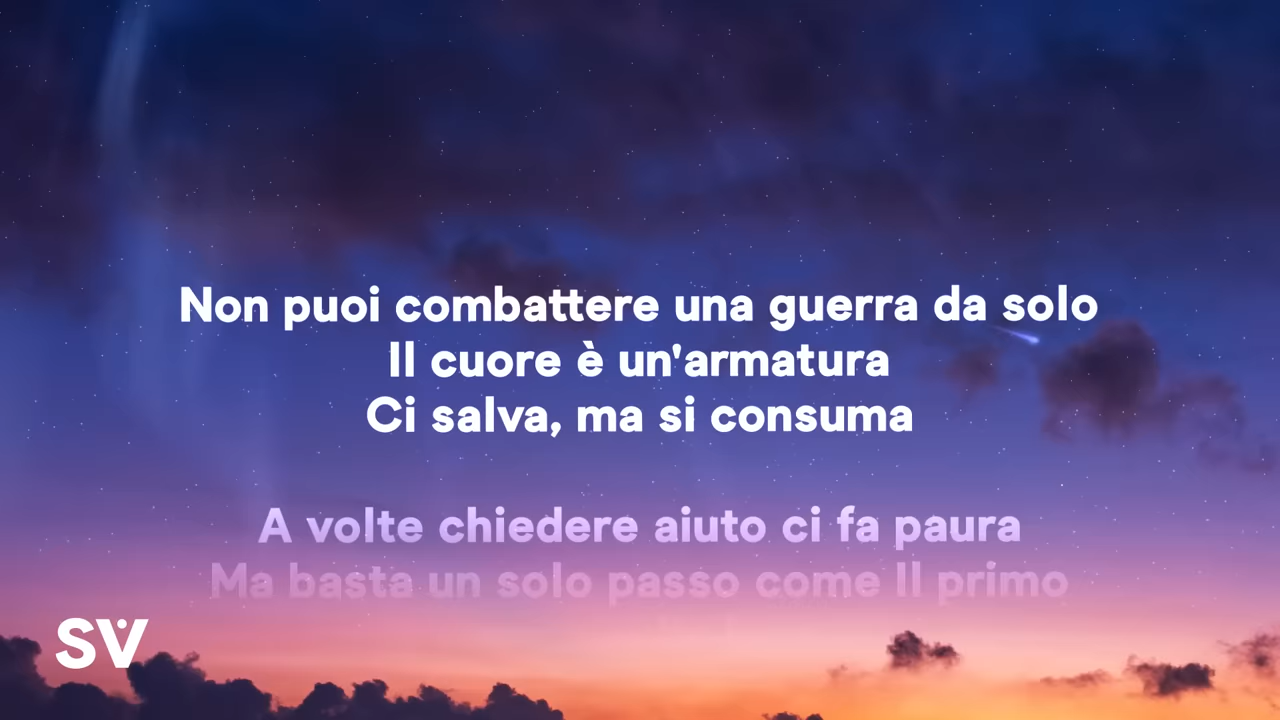 Non puoi combattere una guerra da solo
Il cuore è un'armatura
Ci salva, ma si consuma
A volte chiedere aiuto ci fa paura
Ma basta un solo passo come Il primo
SV